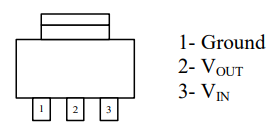 1- Ground
2- VOUT
3- VIN
1 2 3